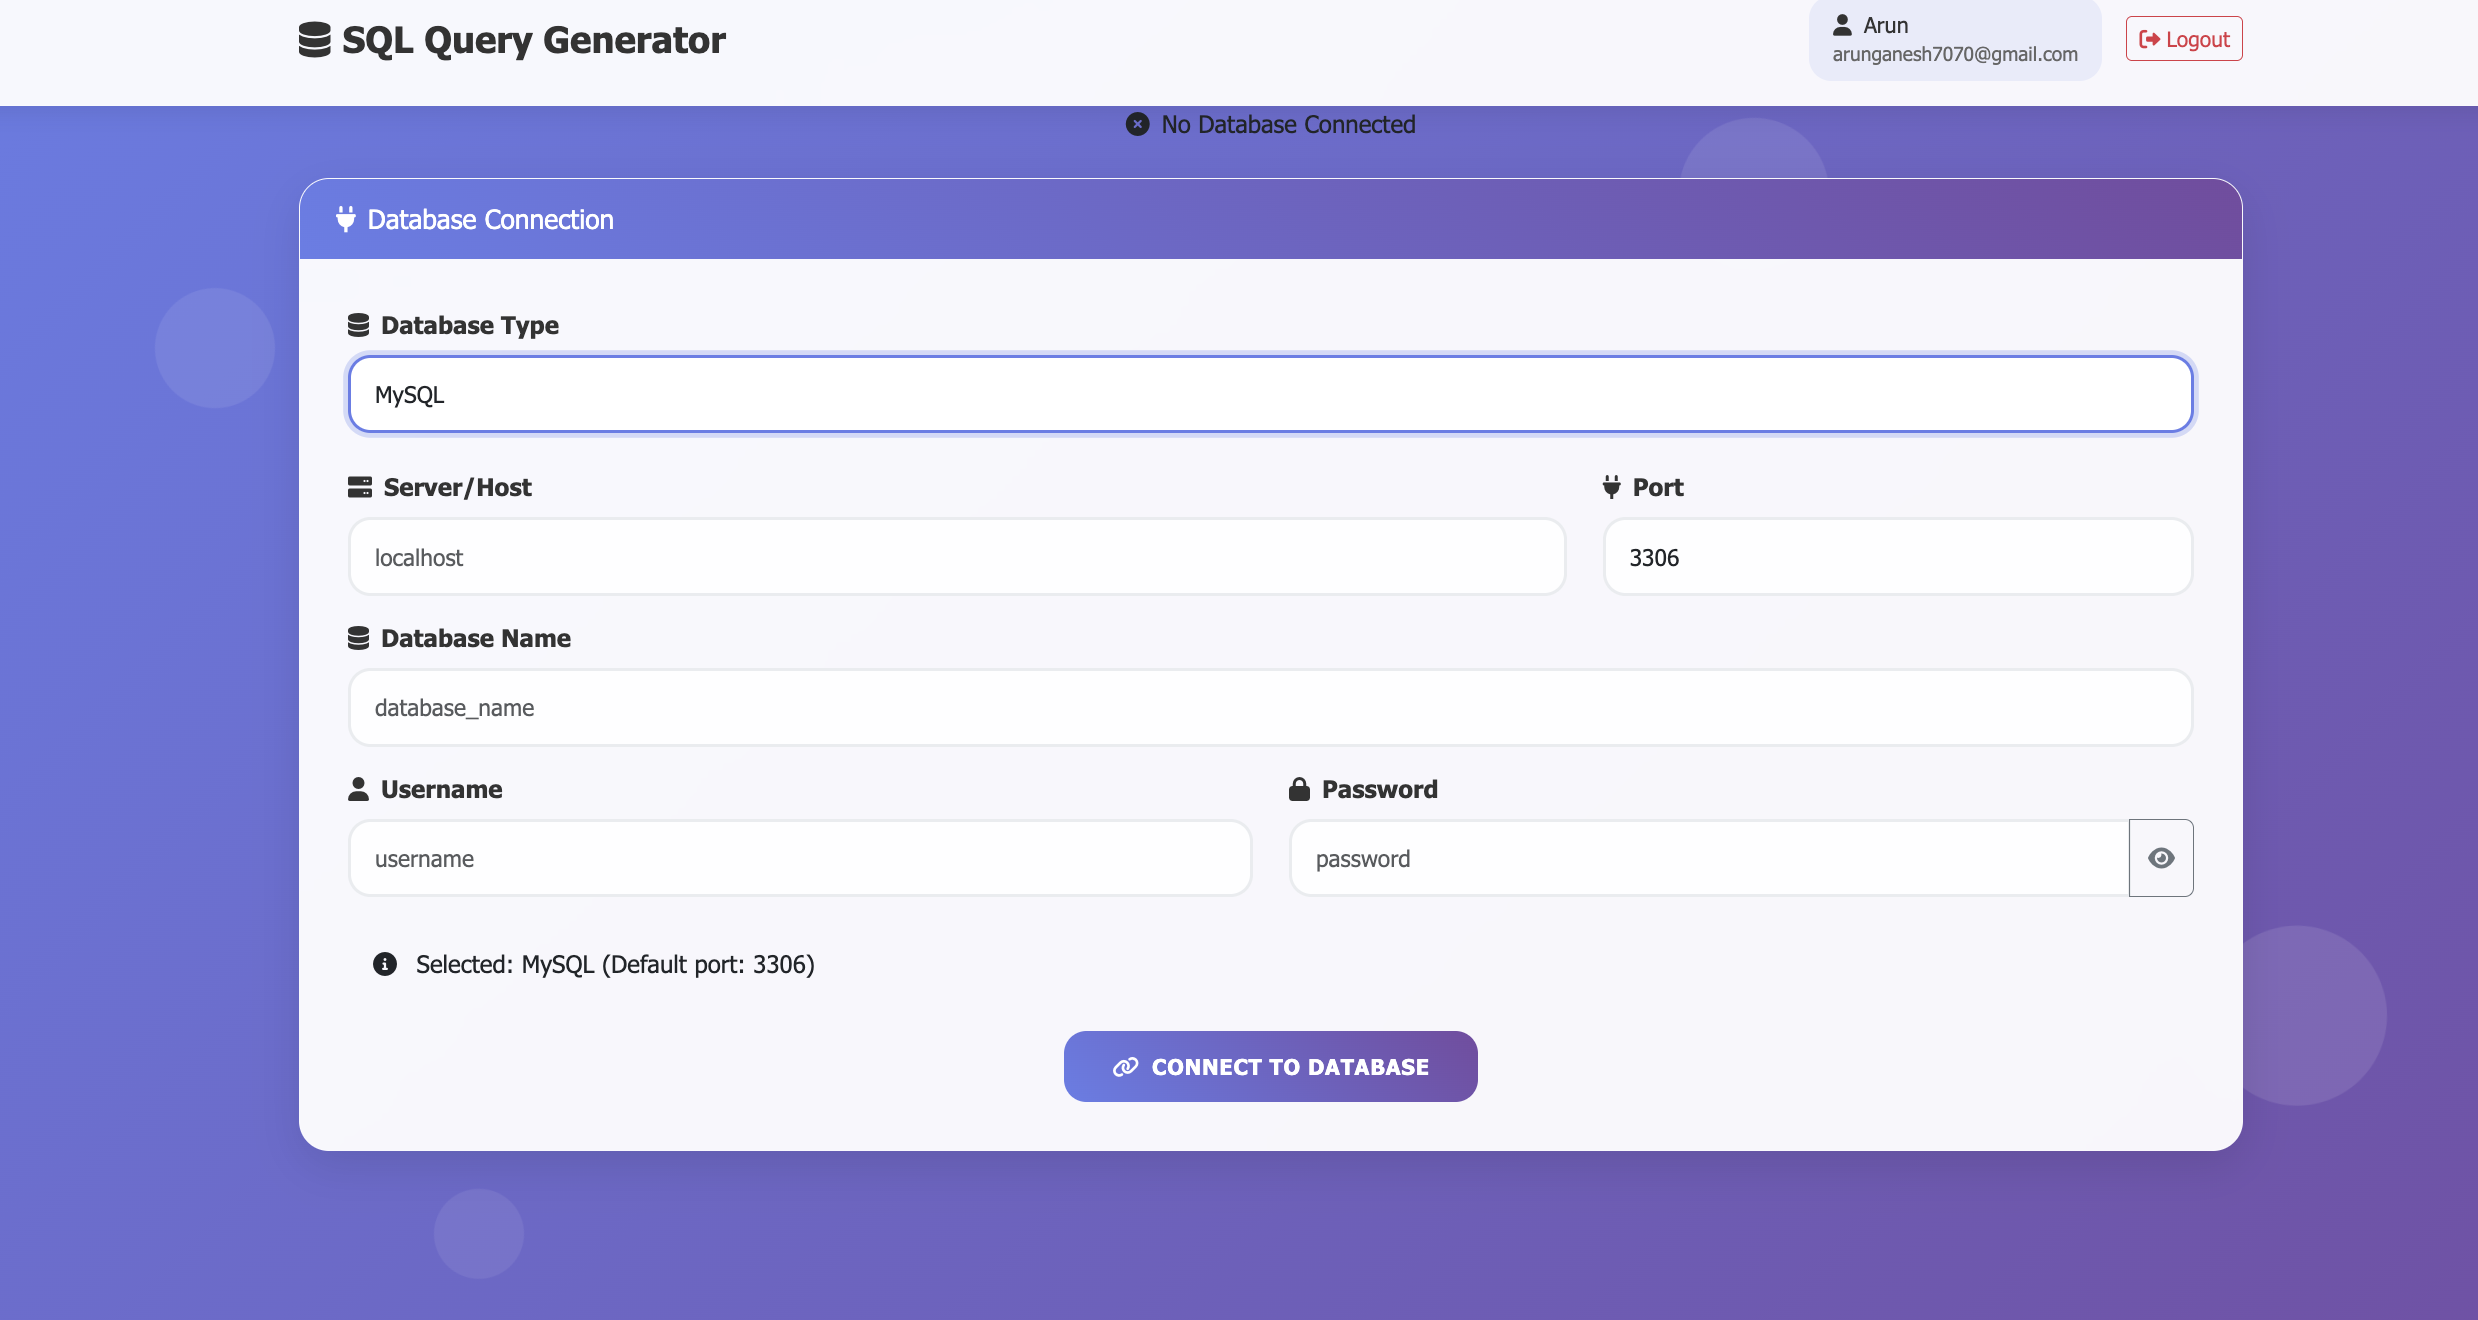 SQL Query Generator
Arun
arunganesh7070@gmail.com
Logout
No Database Connected
Database Connection
Database Type
MySQL
Server/Host
Port
localhost
3306
Database Name
database_name
Username
Password
username
password
Selected: MySQL (Default port: 3306)
CONNECT TO DATABASE